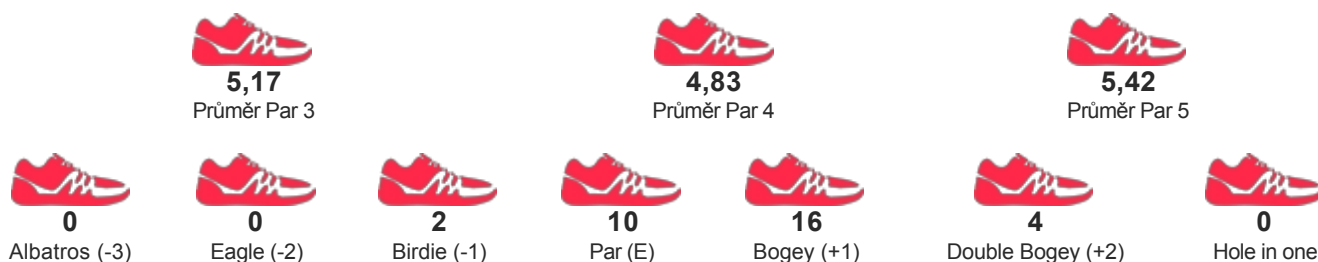 5,17 4,83 5,42
Průměr Par 3 Průměr Par 4 Průměr Par 5
0 0 2 10 16 4 0
Albatros (-3) Eagle (-2) Birdie (-1) Par (E) Bogey (+1) Double Bogey (+2) Hole in one